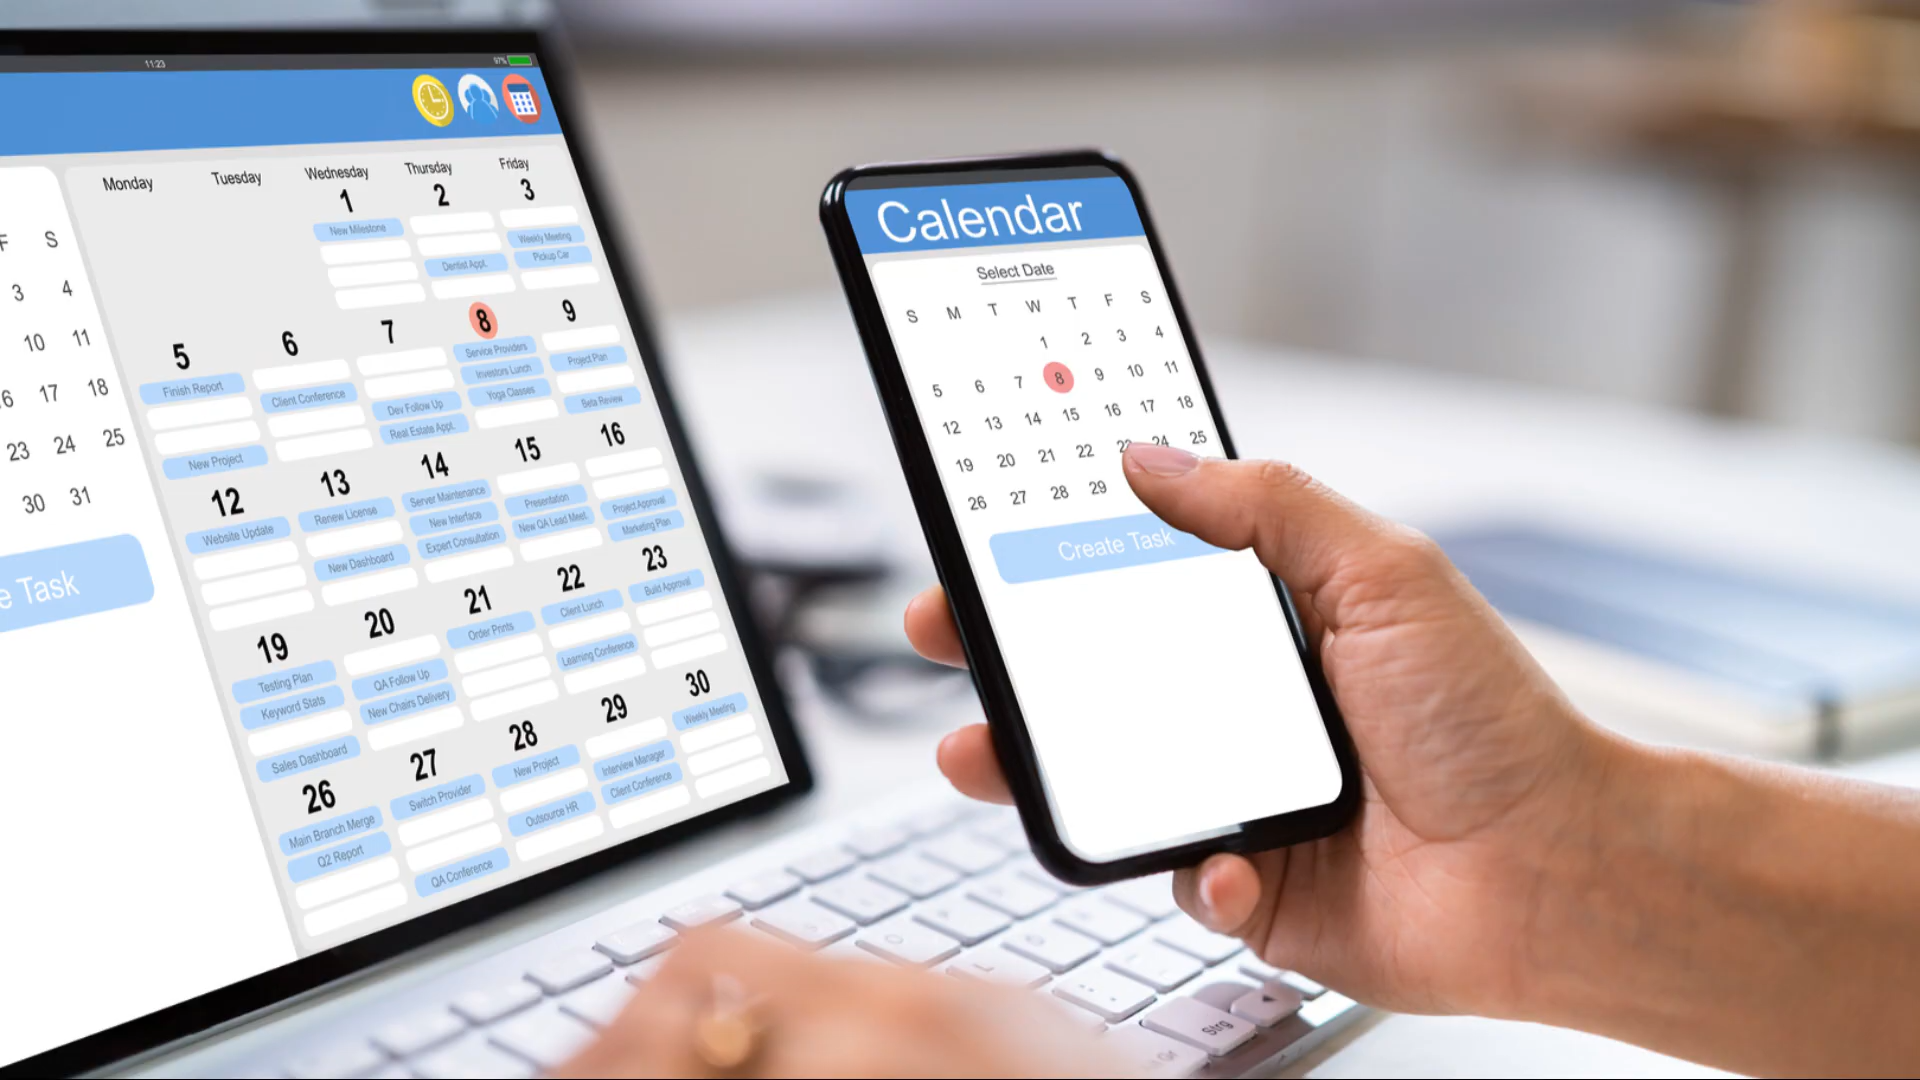 11:23
97%
F S
3 4
10 11
16 17 18
23 24 25
30 31
e Task
Monday Tuesday Wednesday Thursday Friday
1 2 3
New Milestone
Dentist Appt.
Weekly Meeting
Pickup Car
5 6 7 8 9
Finish Report
New Project
Client Conference
Dev Follow Up
Real Estate Appt.
Service Providers
Investors Lunch
Yoga Classes
Project Plan
Beta Review
12 13 14 15 16
Website Update
Renew License
New Dashboard
Server Maintenance
New Interface
Expert Consultation
Presentation
New QA Lead Meet.
Project Approval
Marketing Plan
19 20 21 22 23
Testing Plan
Keyword Stats
Sales Dashboard
QA Follow Up
New Chairs Delivery
Order Prints
Client Lunch
Learning Conference
Build Approval
26 27 28 29 30
Main Branch Merge
Q2 Report
Switch Provider
QA Conference
New Project
Outsource HR
Interview Manager
Client Conference
Weekly Meeting
Calendar
Select Date
S M T W T F S
1 2 3 4
5 6 7 8 9 10 11
12 13 14 15 16 17 18
19 20 21 22 23 24 25
26 27 28 29
Create Task
Strg